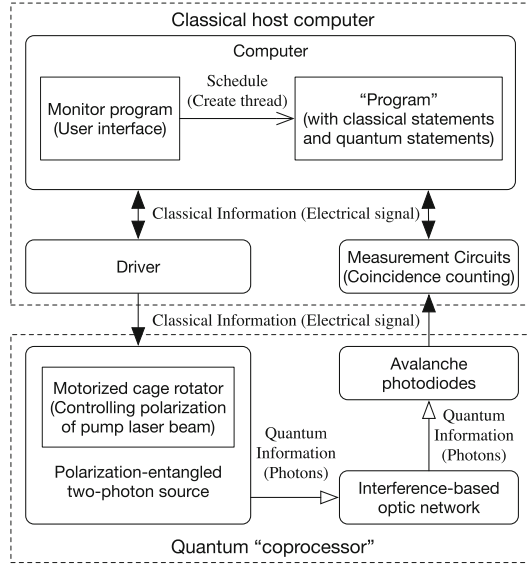 Classical host computer
Computer
Monitor program
(User interface)
Schedule
(Create thread)
“Program”
(with classical statements
and quantum statements)
Classical Information (Electrical signal)
Driver
Measurement Circuits
(Coincidence counting)
Classical Information (Electrical signal)
Motorized cage rotator
(Controlling polarization
of pump laser beam)
Polarization-entangled
two-photon source
Quantum
Information
(Photons)
Avalanche
photodiodes
Quantum
Information
(Photons)
Interference-based
optic network
Quantum “coprocessor”